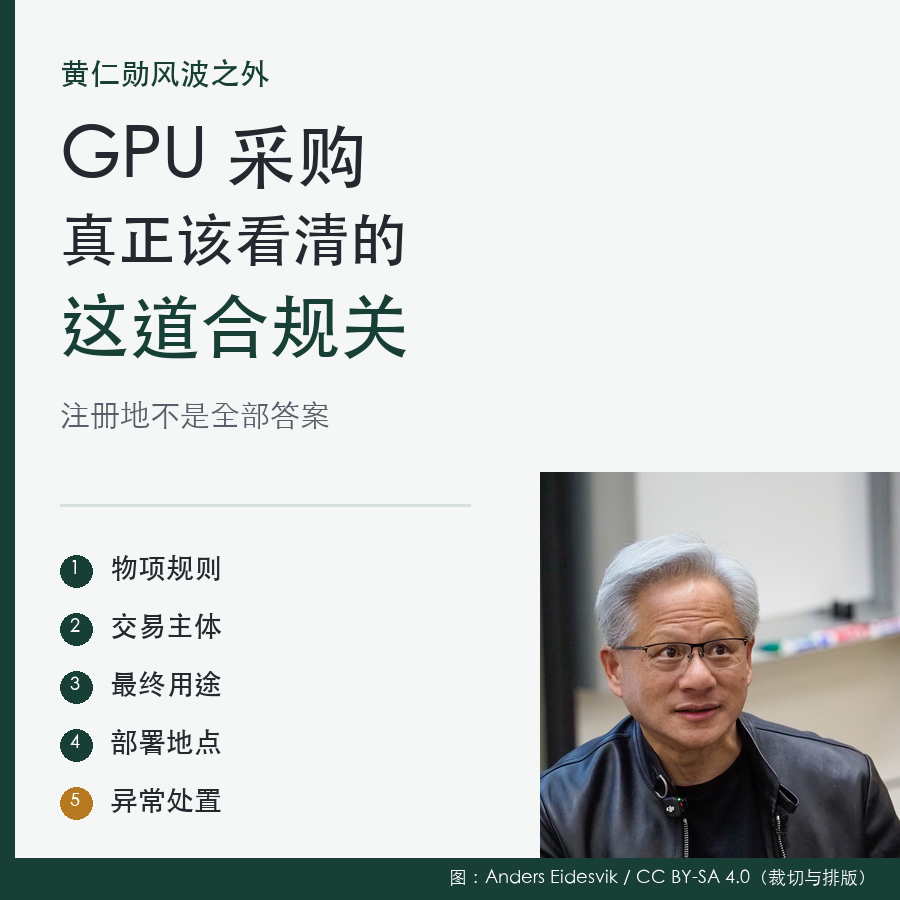 黄仁勋风波之外
GPU 采购
真正该看清的
这道合规关
注册地不是全部答案
1 物项规则
2 交易主体
3 最终用途
4 部署地点
5 异常处置
图：Anders Eidesvik / CC BY-SA 4.0（裁切与排版）